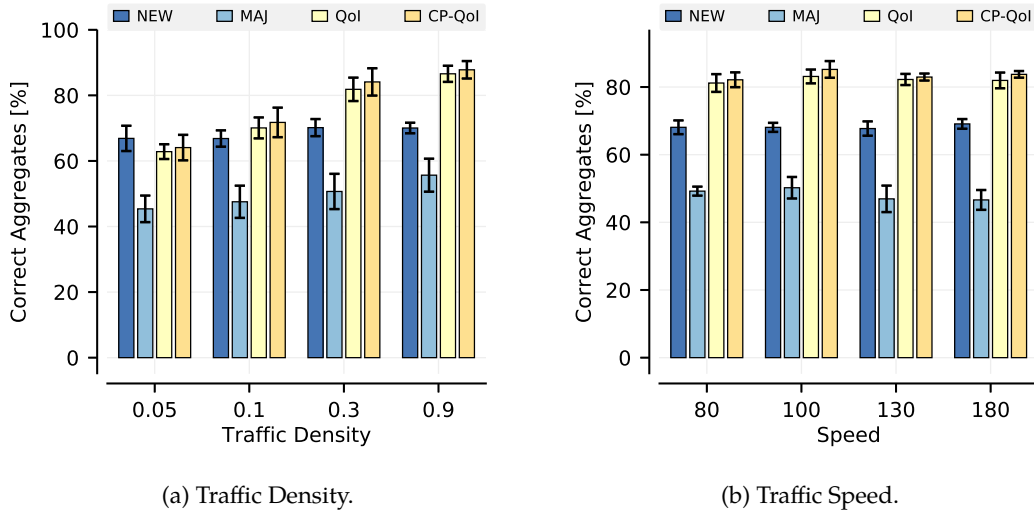 NEW MAJ QoI CP-QoI
Correct Aggregates [%]
100
80
60
40
20
0
0.05 0.1 0.3 0.9
Traffic Density
(a) Traffic Density.
NEW MAJ QoI CP-QoI
Correct Aggregates [%]
80
60
40
20
0
80 100 130 180
Speed
(b) Traffic Speed.